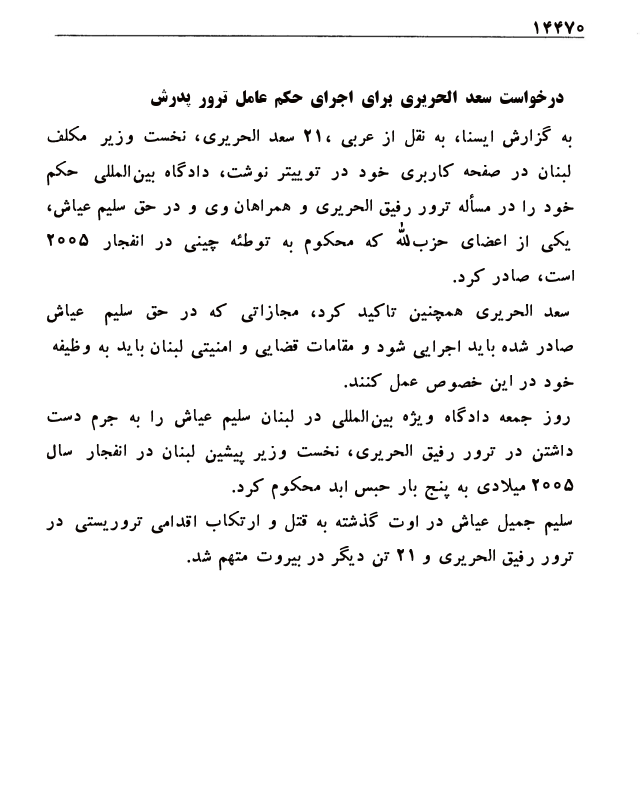 ۱۴۴۷۰
درخواست سعد الحریری برای اجرای حکم عامل ترور پدرش
به گزارش ایسنا، به نقل از عربی ،۲۱ سعد الحریری، نخست وزیر مکلف
لبنان در صفحه کاربری خود در توییتر نوشت، دادگاه بین‌المللی حکم
خود را در مسأله ترور رفیق الحریری و همراهان وی و در حق سلیم عیاش،
یکی از اعضای حزب‌الله که محکوم به توطئه چینی در انفجار ۲۰۰۵
است، صادر کرد.
سعد الحریری همچنین تاکید کرد، مجازاتی که در حق سلیم عیاش
صادر شده باید اجرایی شود و مقامات قضایی و امنیتی لبنان باید به وظیفه
خود در این خصوص عمل کنند.
روز جمعه دادگاه ویژه بین‌المللی در لبنان سلیم عیاش را به جرم دست
داشتن در ترور رفیق الحریری، نخست وزیر پیشین لبنان در انفجار سال
۲۰۰۵ میلادی به پنج بار حبس ابد محکوم کرد.
سلیم جمیل عیاش در اوت گذشته به قتل و ارتکاب اقدامی تروریستی در
ترور رفیق الحریری و ۲۱ تن دیگر در بیروت متهم شد.